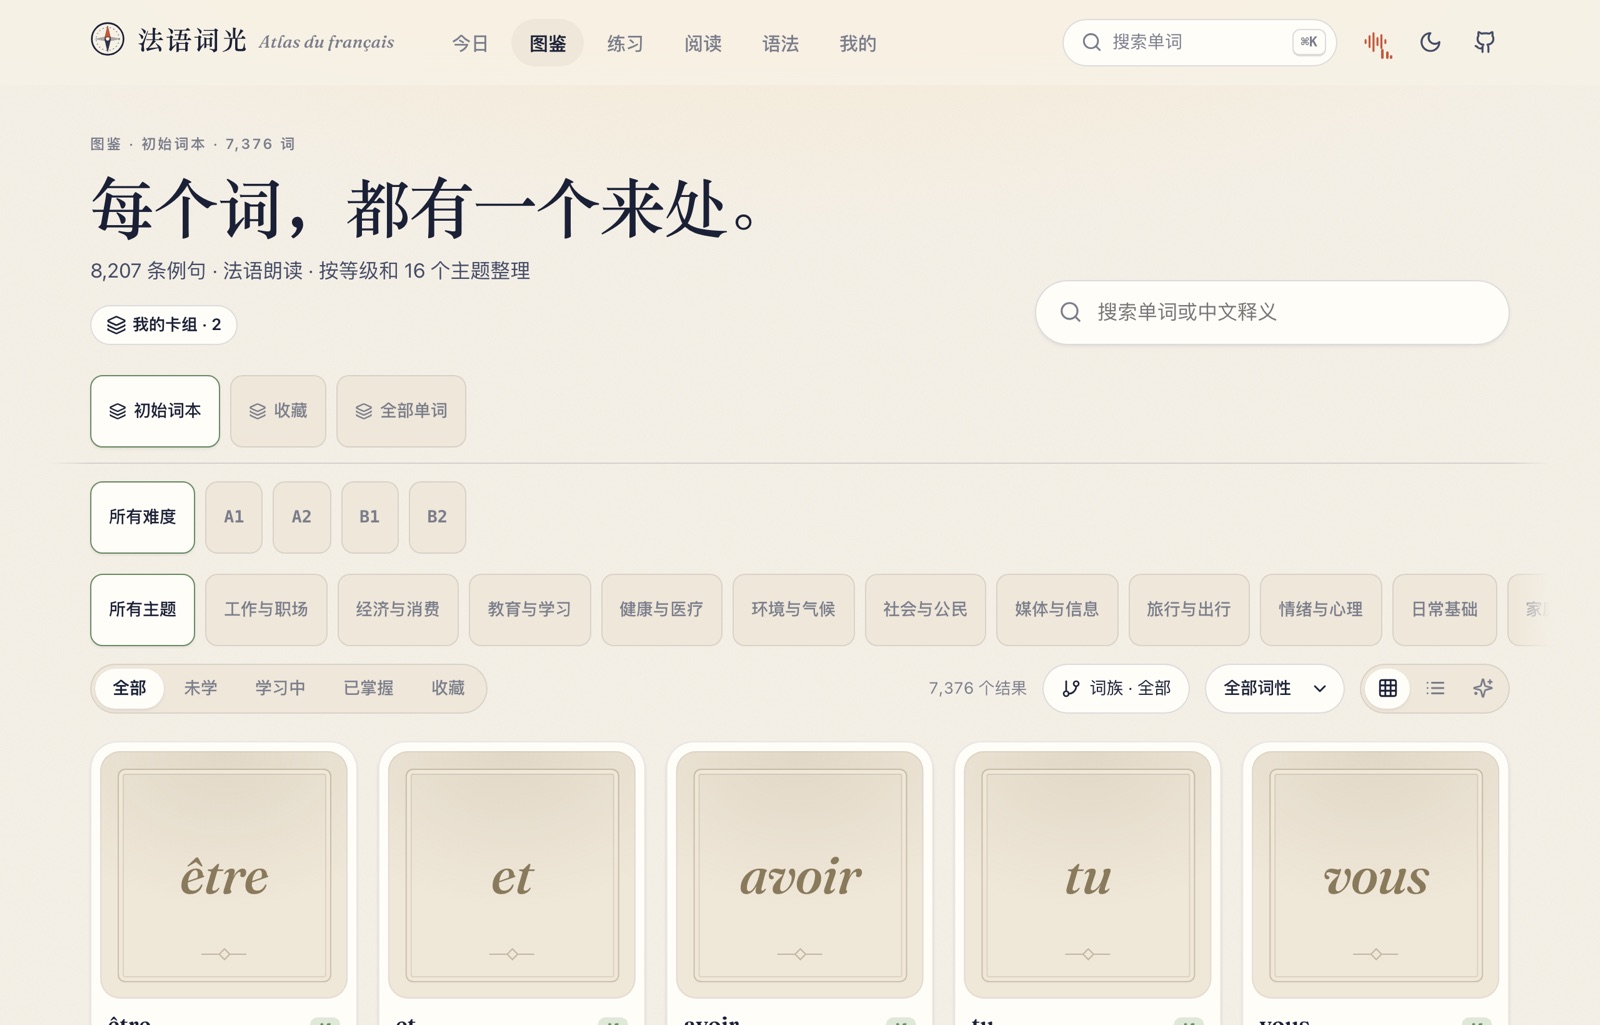 法语词光 Atlas du français 今日 图鉴 练习 阅读 语法 我的 搜索单词 ⌘K
图鉴 · 初始词本 · 7,376 词
每个词，都有一个来处。
8,207 条例句 · 法语朗读 · 按等级和 16 个主题整理
我的卡组 · 2 搜索单词或中文释义
初始词本 收藏 全部单词
所有难度 A1 A2 B1 B2
所有主题 工作与职场 经济与消费 教育与学习 健康与医疗 环境与气候 社会与公民 媒体与信息 旅行与出行 情绪与心理 日常基础
全部 未学 学习中 已掌握 收藏 7,376 个结果 词族 · 全部 全部词性
être et avoir tu vous
être et avoir tu vous